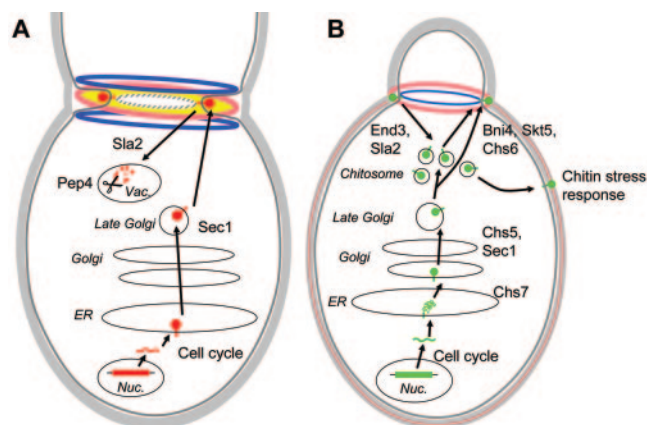 A
Sla2
Pep4
Vac.
Late Golgi
Sec1
Golgi
ER
Cell cycle
Nuc.
B
End3,
Sla2
Bni4, Skt5,
Chs6
Chitosome
Chitin stress
response
Late Golgi
Chs5,
Sec1
Golgi
Chs7
ER
Cell cycle
Nuc.